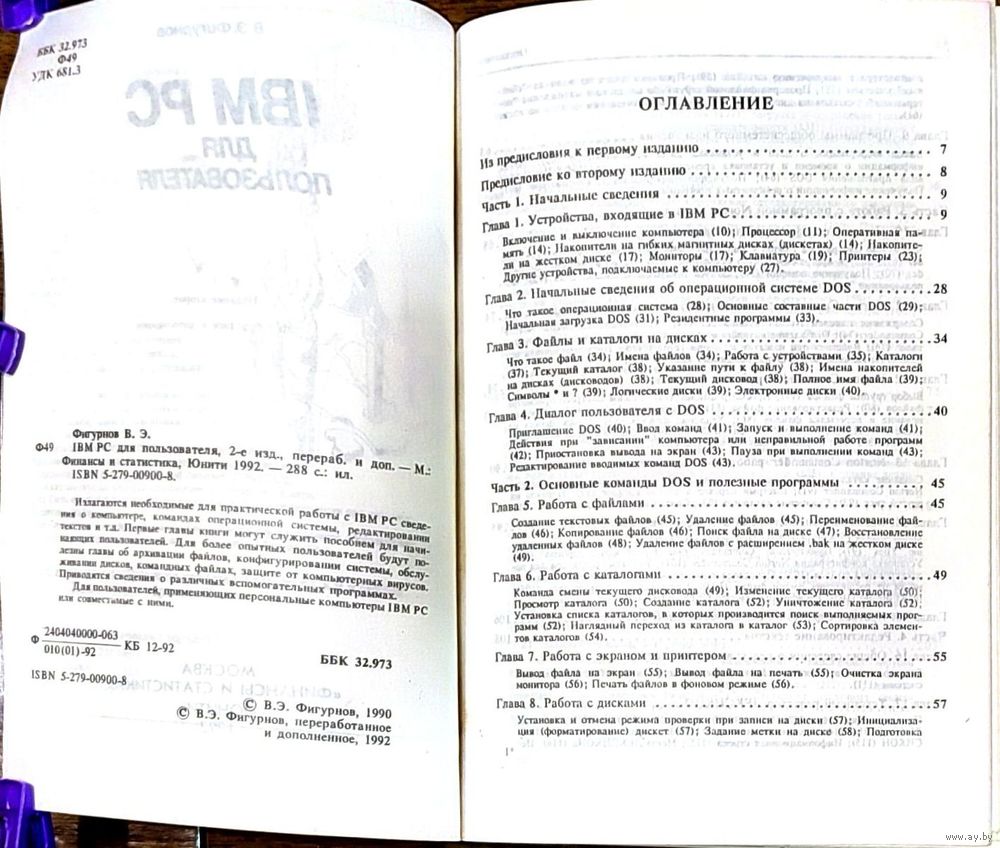 ББК 32.973
Ф49
УДК 681.3
Фигурнов В. Э.
Ф49 IBM PC для пользователя, 2-е изд., перераб. и доп. — М.:
Финансы и статистика, Юнити 1992. — 288 с.: ил.
ISBN 5-279-00900-8.
Излагаются необходимые для практической работы с IBM PC сведе-
ния о компьютере, командах операционной системы, редактировании
текстов и т.п. Первые главы книги могут служить пособием для начи-
нающих пользователей. Для более опытных пользователей будут по-
лезны главы об архивации файлов, конфигурировании системы, обслу-
живании дисков, командных файлах, защите от компьютерных вирусов.
Приводятся сведения о различных вспомогательных программах.
Для пользователей, применяющих персональные компьютеры IBM PC
или совместимые с ними.
Ф 2404040000-063
010(01)-92 КБ 12-92
ББК 32.973
ISBN 5-279-00900-8
© В.Э. Фигурнов, 1990
© В.Э. Фигурнов, переработанное
и дополненное, 1992
ОГЛАВЛЕНИЕ
Из предисловия к первому изданию 7
Предисловие ко второму изданию 8
Часть 1. Начальные сведения 9
Глава 1. Устройства, входящие в IBM PC 9
Включение и выключение компьютера (10); Процессор (11); Оперативная па-
мять (14); Накопители на гибких магнитных дисках (дискетах) (14); Накопите-
ли на жестком диске (17); Мониторы (17); Клавиатура (19); Принтеры (23);
Другие устройства, подключаемые к компьютеру (27).
Глава 2. Начальные сведения об операционной системе DOS 28
Что такое операционная система (28); Основные составные части DOS (29);
Начальная загрузка DOS (31); Резидентные программы (33).
Глава 3. Файлы и каталоги на дисках 34
Что такое файл (34); Имена файлов (34); Работа с устройствами (35); Каталоги
(37); Текущий каталог (38); Указание пути к файлу (38); Имена накопителей
на дисках (дисководов) (38); Текущий дисковод (38); Полное имя файла (39);
Символы * и ? (39); Логические диски (39); Электронные диски (40).
Глава 4. Диалог пользователя с DOS 40
Приглашение DOS (40); Ввод команд (41); Запуск и выполнение команд (41);
Действия при "зависании" компьютера или неправильной работе программ
(42); Приостановка вывода на экран (43); Пауза при выполнении команд (43);
Редактирование вводимых команд DOS (43).
Часть 2. Основные команды DOS и полезные программы 45
Глава 5. Работа с файлами 45
Создание текстовых файлов (45); Удаление файлов (45); Переименование фай-
лов (46); Копирование файлов (46); Поиск файла на диске (47); Восстановление
удаленных файлов (48); Удаление файлов с расширением .bak на жестком диске
(49).
Глава 6. Работа с каталогами 49
Команда смены текущего дисковода (49); Изменение текущего каталога (50);
Просмотр каталога (50); Создание каталога (52); Уничтожение каталога (52);
Установка списка каталогов, в которых производится поиск выполняемых прог-
рамм (52); Наглядный переход из каталога в каталог (53); Сортировка элемен-
тов каталогов (54).
Глава 7. Работа с экраном и принтером 55
Вывод файла на экран (55); Вывод файла на печать (55); Очистка экрана
монитора (56); Печать файлов в фоновом режиме (56).
Глава 8. Работа с дисками 57
Установка и отмена режима проверки при записи на диски (57); Инициализа-
ция (форматирование) дискет (57); Задание метки на диске (58); Подготовка
1*
www.ay.by